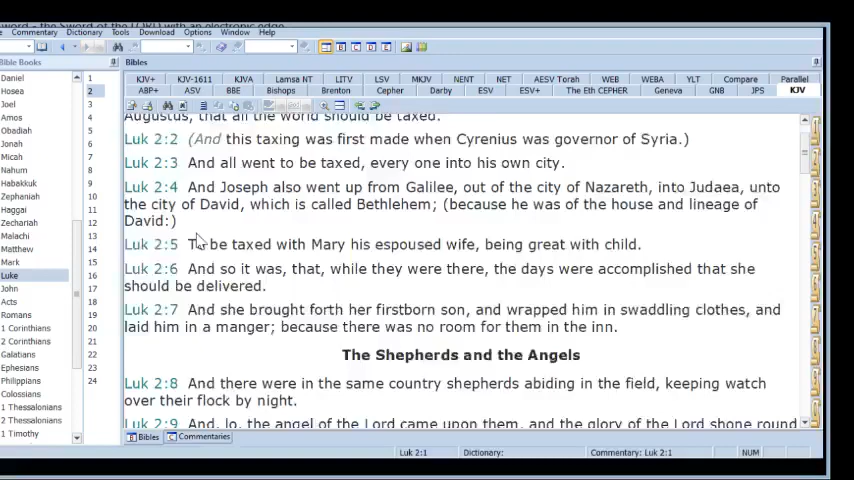 word - the Sword of the LORD with an electronic edge
Commentary Dictionary Tools Download Options Window Help
Bible Books
Bibles
KJV+ KJV-1611 KJVA Lamsa NT LITV LSV MKJV NENT NET AESV Torah WEB WEBA YLT Compare Parallel
ABP+ ASV BBE Bishops Brenton Cepher Darby ESV ESV+ The Eth CEPHER Geneva GNB JPS KJV
Daniel
Hosea
Joel
Amos
Obadiah
Jonah
Micah
Nahum
Habakkuk
Zephaniah
Haggai
Zechariah
Malachi
Matthew
Mark
Luke
John
Acts
Romans
1 Corinthians
2 Corinthians
Galatians
Ephesians
Philippians
Colossians
1 Thessalonians
2 Thessalonians
1 Timothy
1
2
3
4
5
6
7
8
9
10
11
12
13
14
15
16
17
18
19
20
21
22
23
24
Augustus, that all the world should be taxed.
Luk 2:2 (And this taxing was first made when Cyrenius was governor of Syria.)
Luk 2:3 And all went to be taxed, every one into his own city.
Luk 2:4 And Joseph also went up from Galilee, out of the city of Nazareth, into Judaea, unto
the city of David, which is called Bethlehem; (because he was of the house and lineage of
David:)
Luk 2:5 To be taxed with Mary his espoused wife, being great with child.
Luk 2:6 And so it was, that, while they were there, the days were accomplished that she
should be delivered.
Luk 2:7 And she brought forth her firstborn son, and wrapped him in swaddling clothes, and
laid him in a manger; because there was no room for them in the inn.
The Shepherds and the Angels
Luk 2:8 And there were in the same country shepherds abiding in the field, keeping watch
over their flock by night.
Luk 2:9 And, lo, the angel of the Lord came upon them, and the glory of the Lord shone round
Bibles Commentaries
Luk 2:1 Dictionary: Commentary: Luk 2:1 NUM